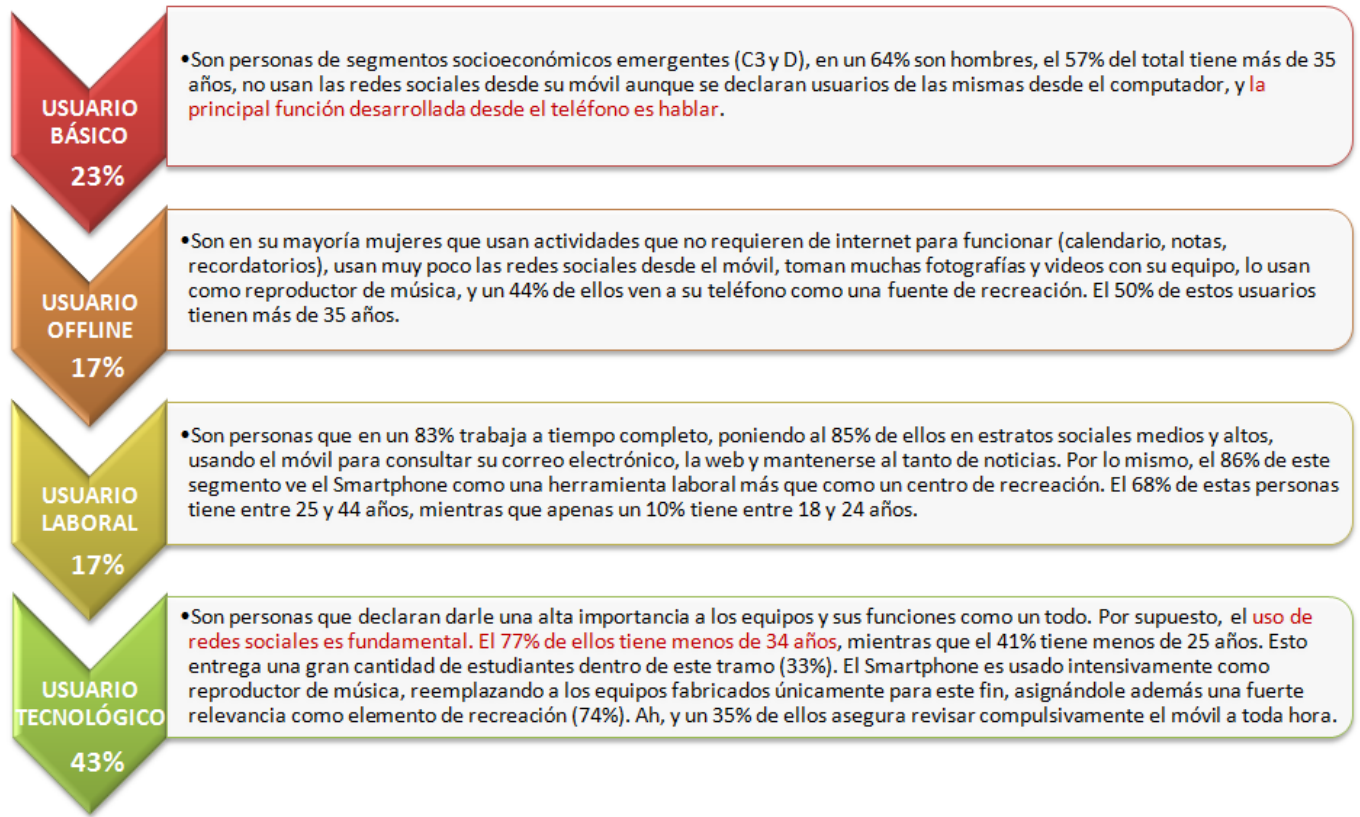 USUARIO
BÁSICO
23%
•Son personas de segmentos socioeconómicos emergentes (C3 y D), en un 64% son hombres, el 57% del total tiene más de 35
años, no usan las redes sociales desde su móvil aunque se declaran usuarios de las mismas desde el computador, y la
principal función desarrollada desde el teléfono es hablar.
USUARIO
OFFLINE
17%
•Son en su mayoría mujeres que usan actividades que no requieren de internet para funcionar (calendario, notas,
recordatorios), usan muy poco las redes sociales desde el móvil, toman muchas fotografías y videos con su equipo, lo usan
como reproductor de música, y un 44% de ellos ven a su teléfono como una fuente de recreación. El 50% de estos usuarios
tienen más de 35 años.
USUARIO
LABORAL
17%
•Son personas que en un 83% trabaja a tiempo completo, poniendo al 85% de ellos en estratos sociales medios y altos,
usando el móvil para consultar su correo electrónico, la web y mantenerse al tanto de noticias. Por lo mismo, el 86% de este
segmento ve el Smartphone como una herramienta laboral más que como un centro de recreación. El 68% de estas personas
tiene entre 25 y 44 años, mientras que apenas un 10% tiene entre 18 y 24 años.
USUARIO
TECNOLÓGICO
43%
•Son personas que declaran darle una alta importancia a los equipos y sus funciones como un todo. Por supuesto, el uso de
redes sociales es fundamental. El 77% de ellos tiene menos de 34 años, mientras que el 41% tiene menos de 25 años. Esto
entrega una gran cantidad de estudiantes dentro de este tramo (33%). El Smartphone es usado intensivamente como
reproductor de música, reemplazando a los equipos fabricados únicamente para este fin, asignándole además una fuerte
relevancia como elemento de recreación (74%). Ah, y un 35% de ellos asegura revisar compulsivamente el móvil a toda hora.